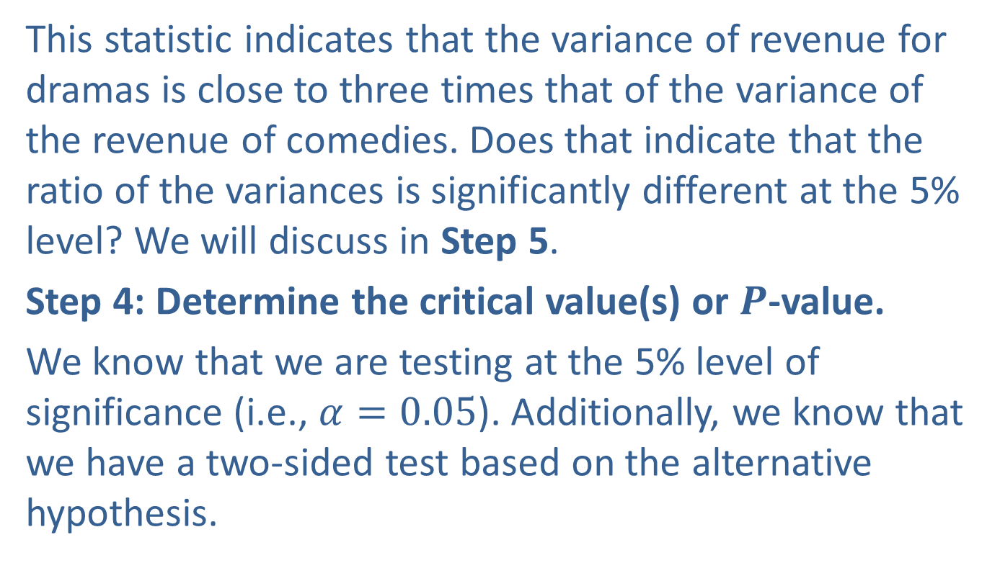 This statistic indicates that the variance of revenue for
dramas is close to three times that of the variance of
the revenue of comedies. Does that indicate that the
ratio of the variances is significantly different at the 5%
level? We will discuss in Step 5.
Step 4: Determine the critical value(s) or P-value.
We know that we are testing at the 5% level of
significance (i.e., α = 0.05). Additionally, we know that
we have a two-sided test based on the alternative
hypothesis.